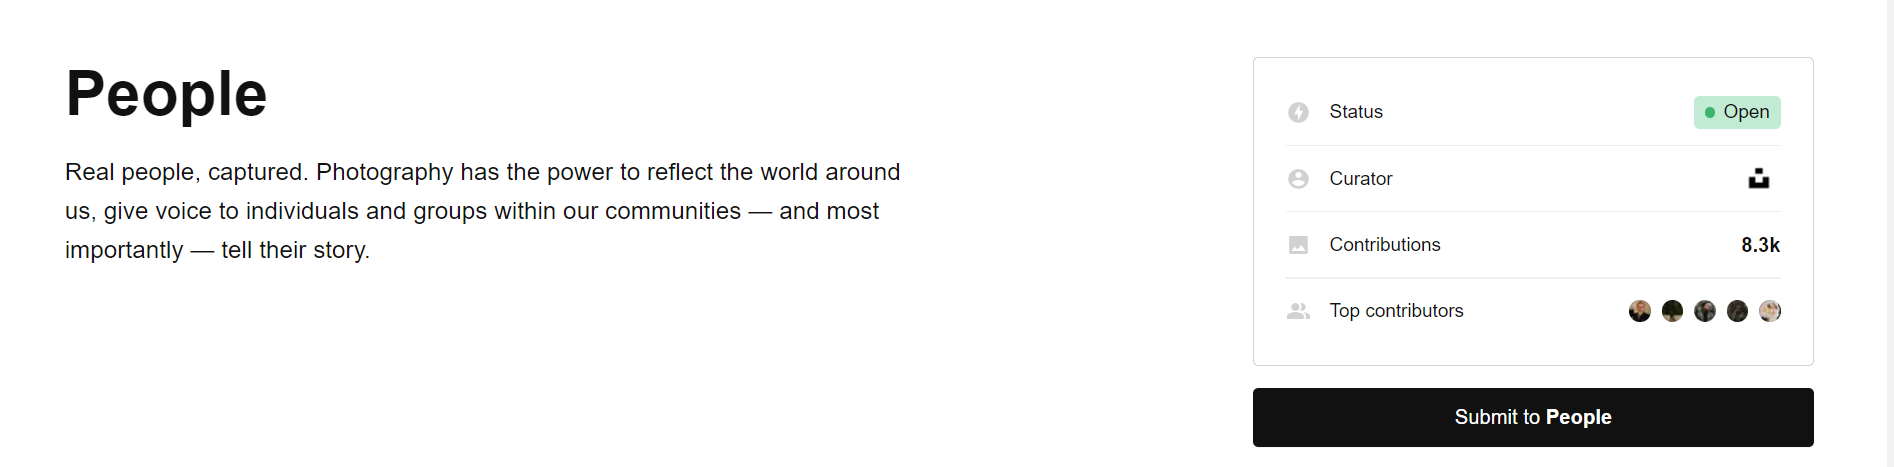 People
Real people, captured. Photography has the power to reflect the world around
us, give voice to individuals and groups within our communities — and most
importantly — tell their story.
Status Open
Curator
Contributions 8.3k
Top contributors
Submit to People